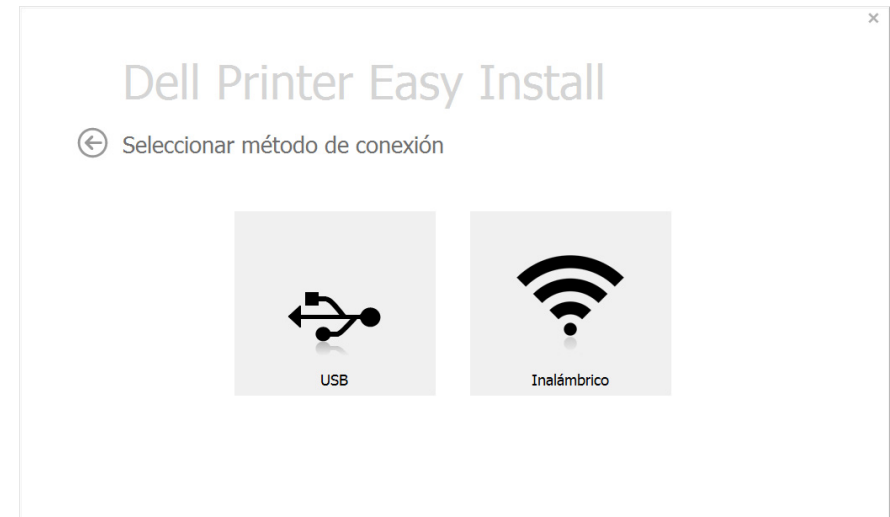 Dell Printer Easy Install
Seleccionar método de conexión
USB
Inalámbrico